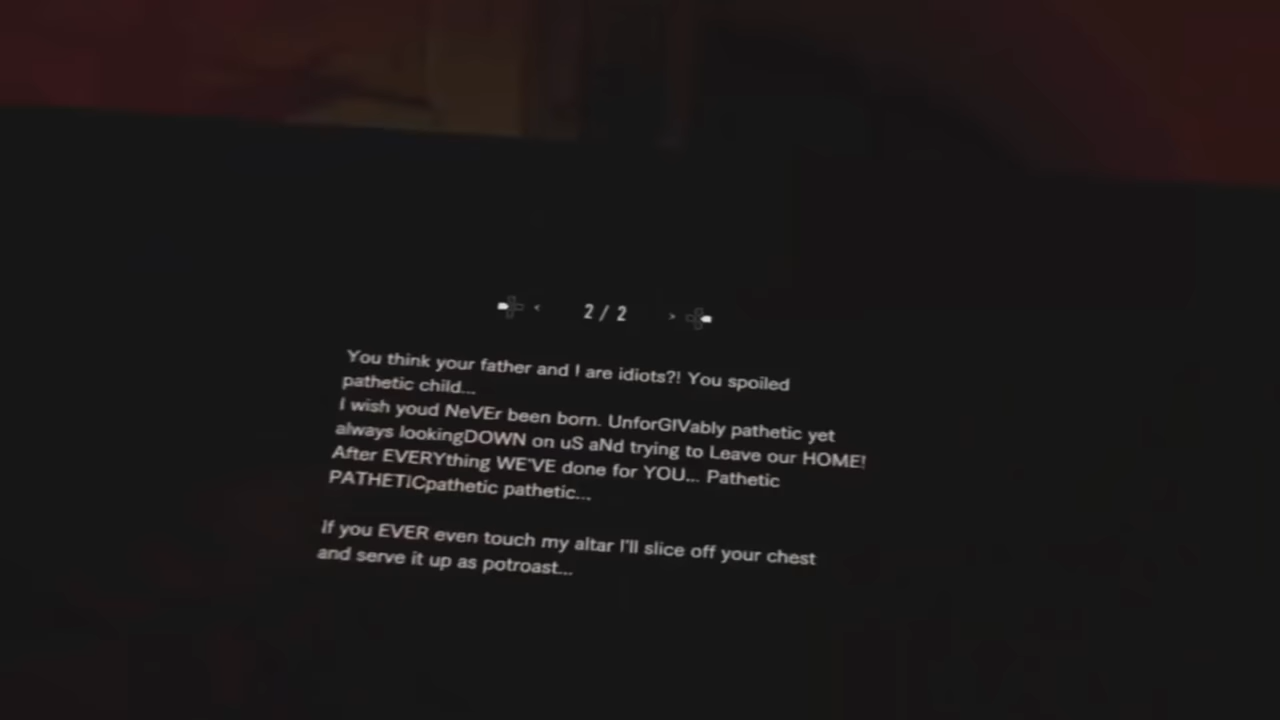 < 2 / 2 >
You think your father and I are idiots?! You spoiled
pathetic child...
I wish youd NeVEr been born. UnforGIVably pathetic yet
always lookingDOWN on uS aNd trying to Leave our HOME!
After EVERYthing WE'VE done for YOU... Pathetic
PATHETICpathetic pathetic...
If you EVER even touch my altar I'll slice off your chest
and serve it up as potroast...